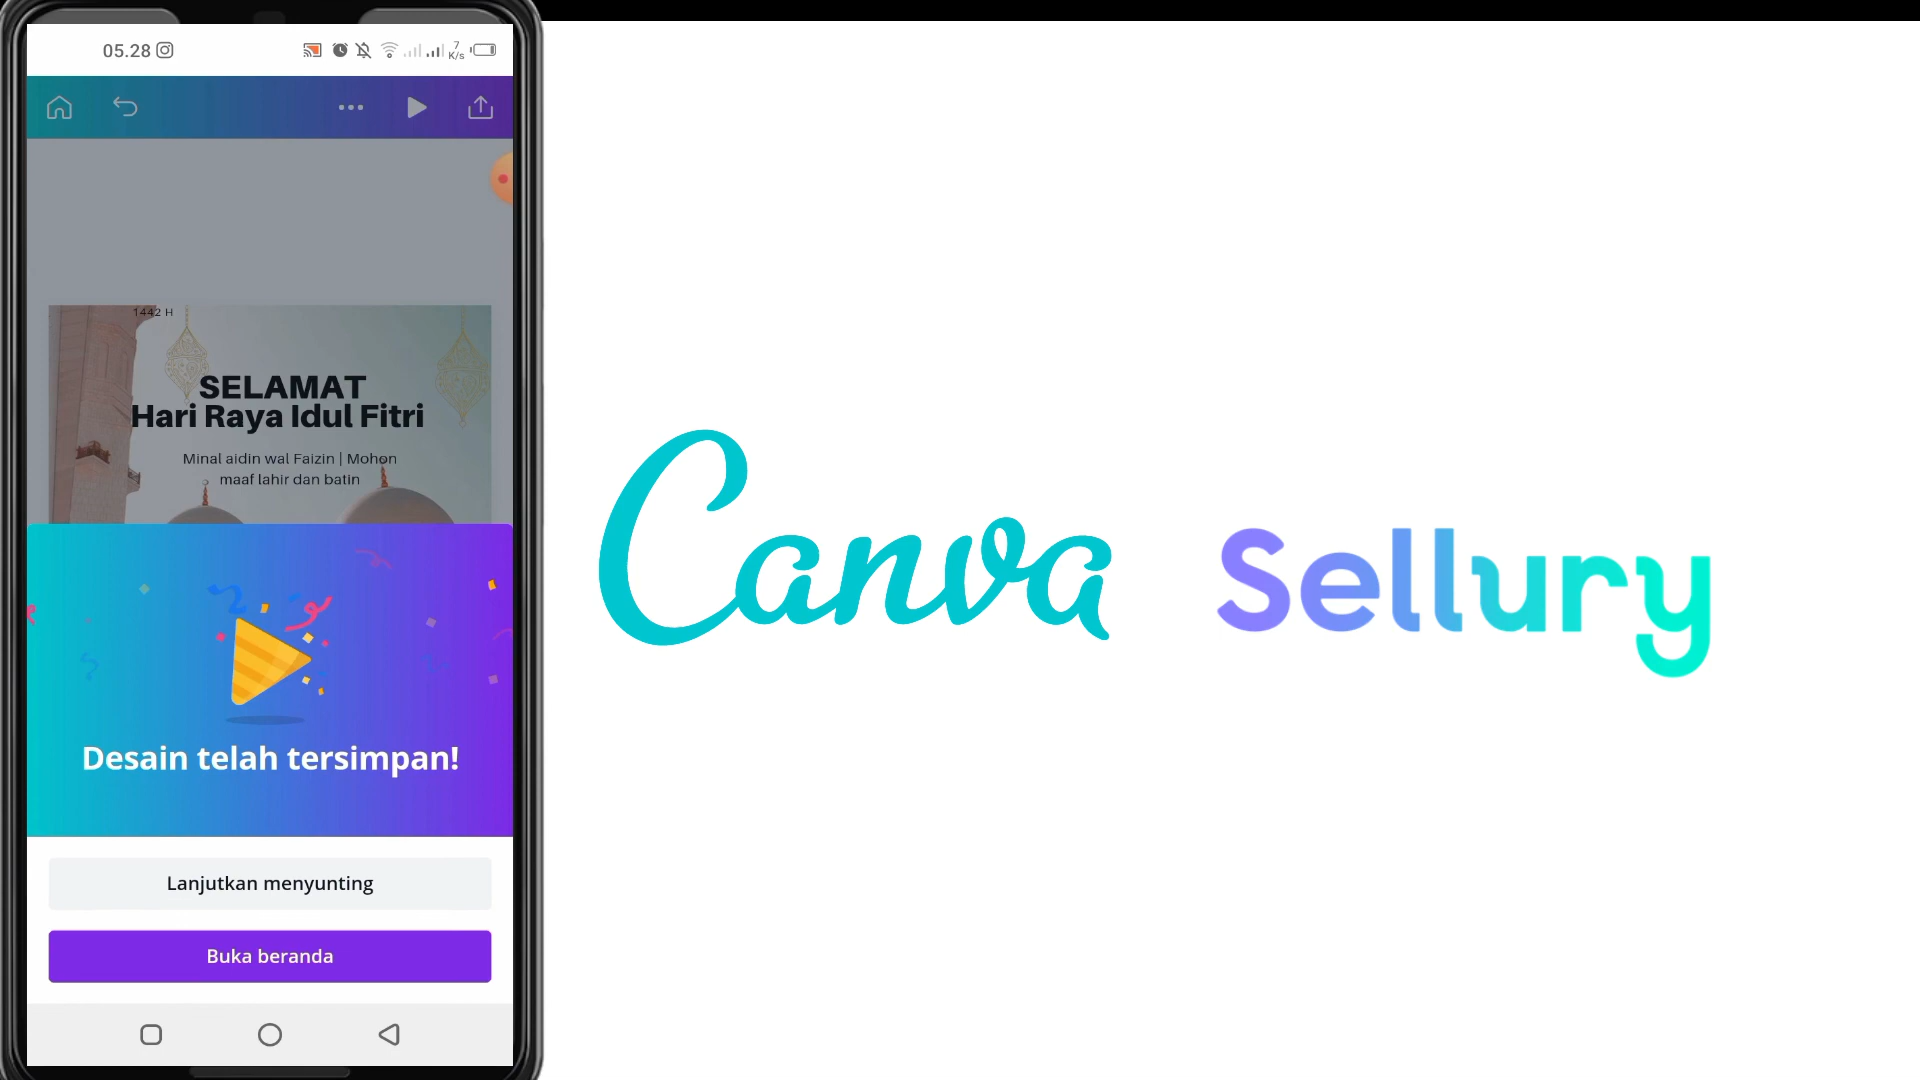 05.28
7
K/s
1442 H
SELAMAT
Hari Raya Idul Fitri
Minal aidin wal Faizin | Mohon
maaf lahir dan batin
Desain telah tersimpan!
Lanjutkan menyunting
Buka beranda
Canva
Sellury